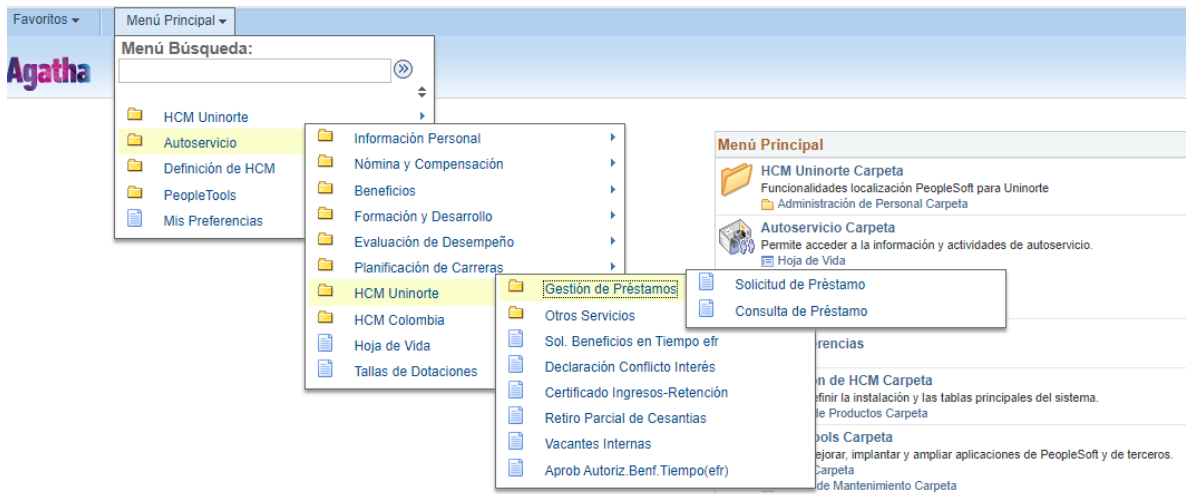 Favoritos
Menú Principal
Agatha
Menú Búsqueda:
HCM Uninorte
Autoservicio
Definición de HCM
PeopleTools
Mis Preferencias
Información Personal
Nómina y Compensación
Beneficios
Formación y Desarrollo
Evaluación de Desempeño
Planificación de Carreras
HCM Uninorte
HCM Colombia
Hoja de Vida
Tallas de Dotaciones
Gestión de Préstamos
Otros Servicios
Sol. Beneficios en Tiempo efr
Declaración Conflicto Interés
Certificado Ingresos-Retención
Retiro Parcial de Cesantias
Vacantes Internas
Aprob Autoriz.Benf.Tiempo(efr)
Solicitud de Préstamo
Consulta de Préstamo
Menú Principal
HCM Uninorte Carpeta
Funcionalidades localización PeopleSoft para Uninorte
Administración de Personal Carpeta
Autoservicio Carpeta
Permite acceder a la información y actividades de autoservicio.
Hoja de Vida
de HCM Carpeta
la instalación y las tablas principales del sistema.
de Productos Carpeta
Carpeta
implantar y ampliar aplicaciones de PeopleSoft y de terceros.
Carpeta
de Mantenimiento Carpeta